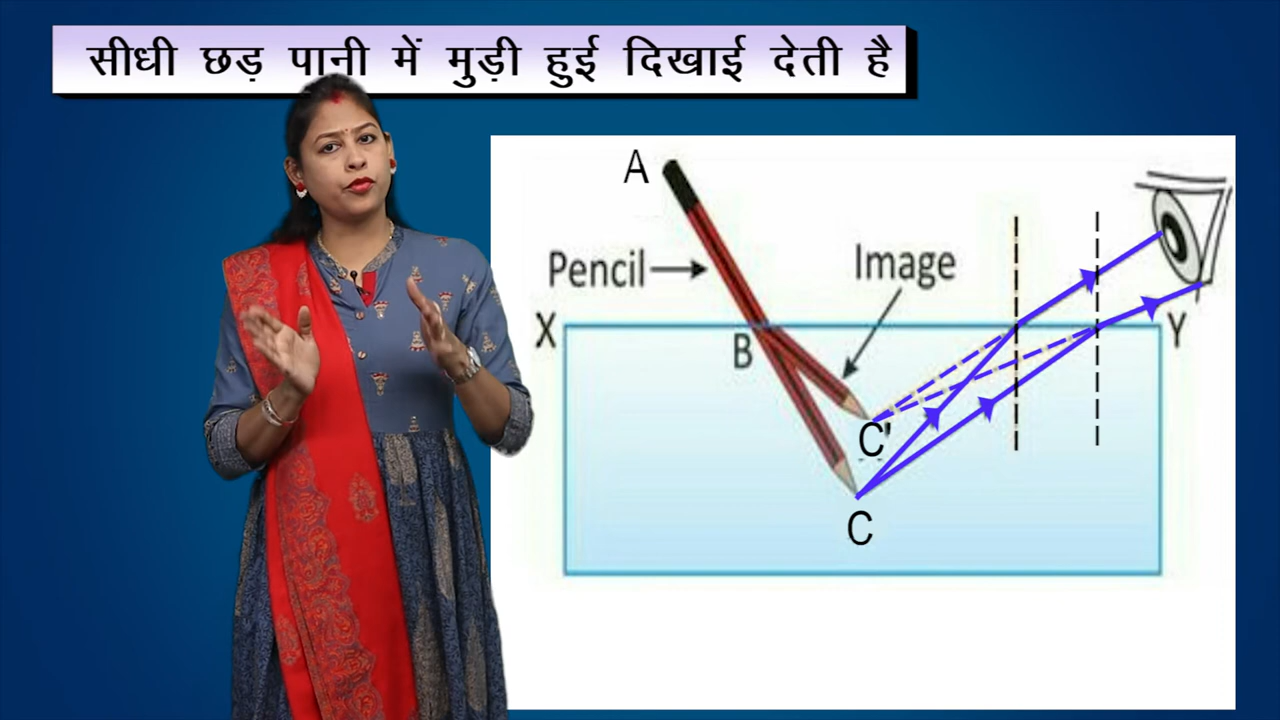 सीधी छड़ पानी में मुड़ी हुई दिखाई देती है
A
Pencil
Image
X
B
Y
C'
C